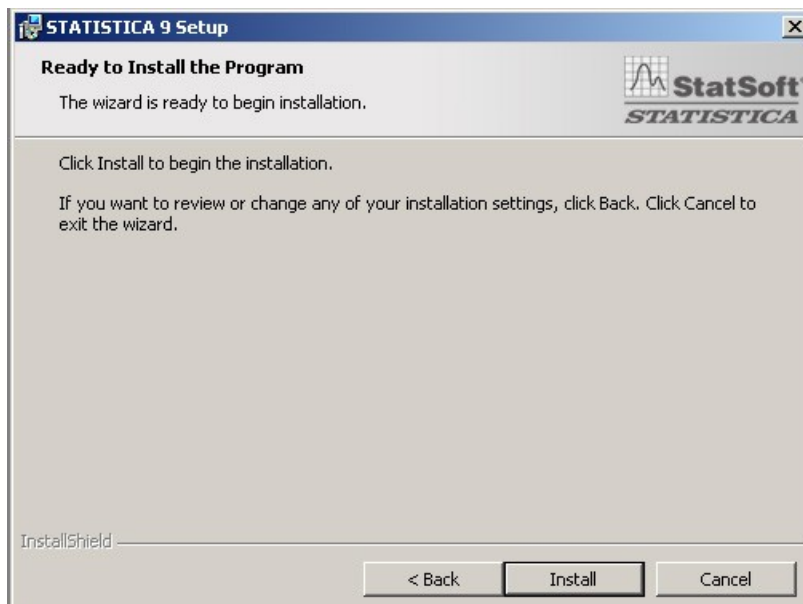 STATISTICA 9 Setup
Ready to Install the Program
The wizard is ready to begin installation.
StatSoft
STATISTICA
Click Install to begin the installation.
If you want to review or change any of your installation settings, click Back. Click Cancel to
exit the wizard.
InstallShield
< Back
Install
Cancel